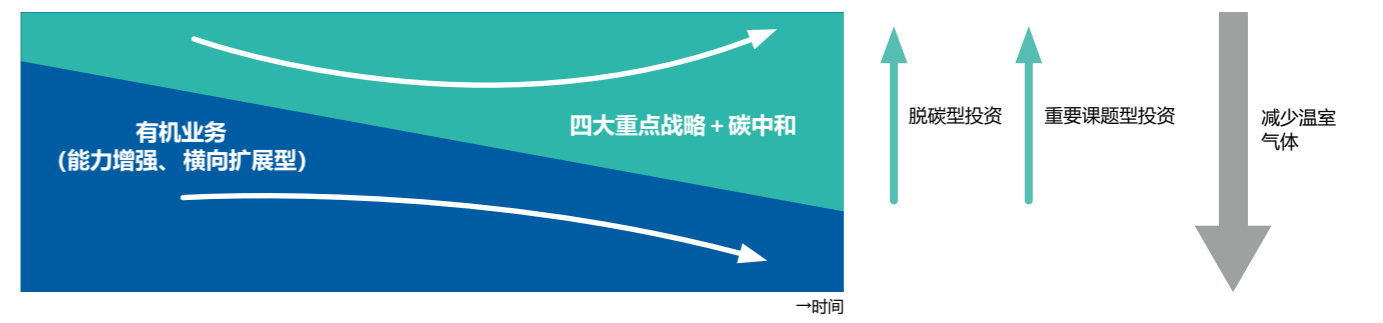 有机业务
（能力增强、横向扩展型）
四大重点战略 + 碳中和
→时间
脱碳型投资
重要课题型投资
减少温室
气体